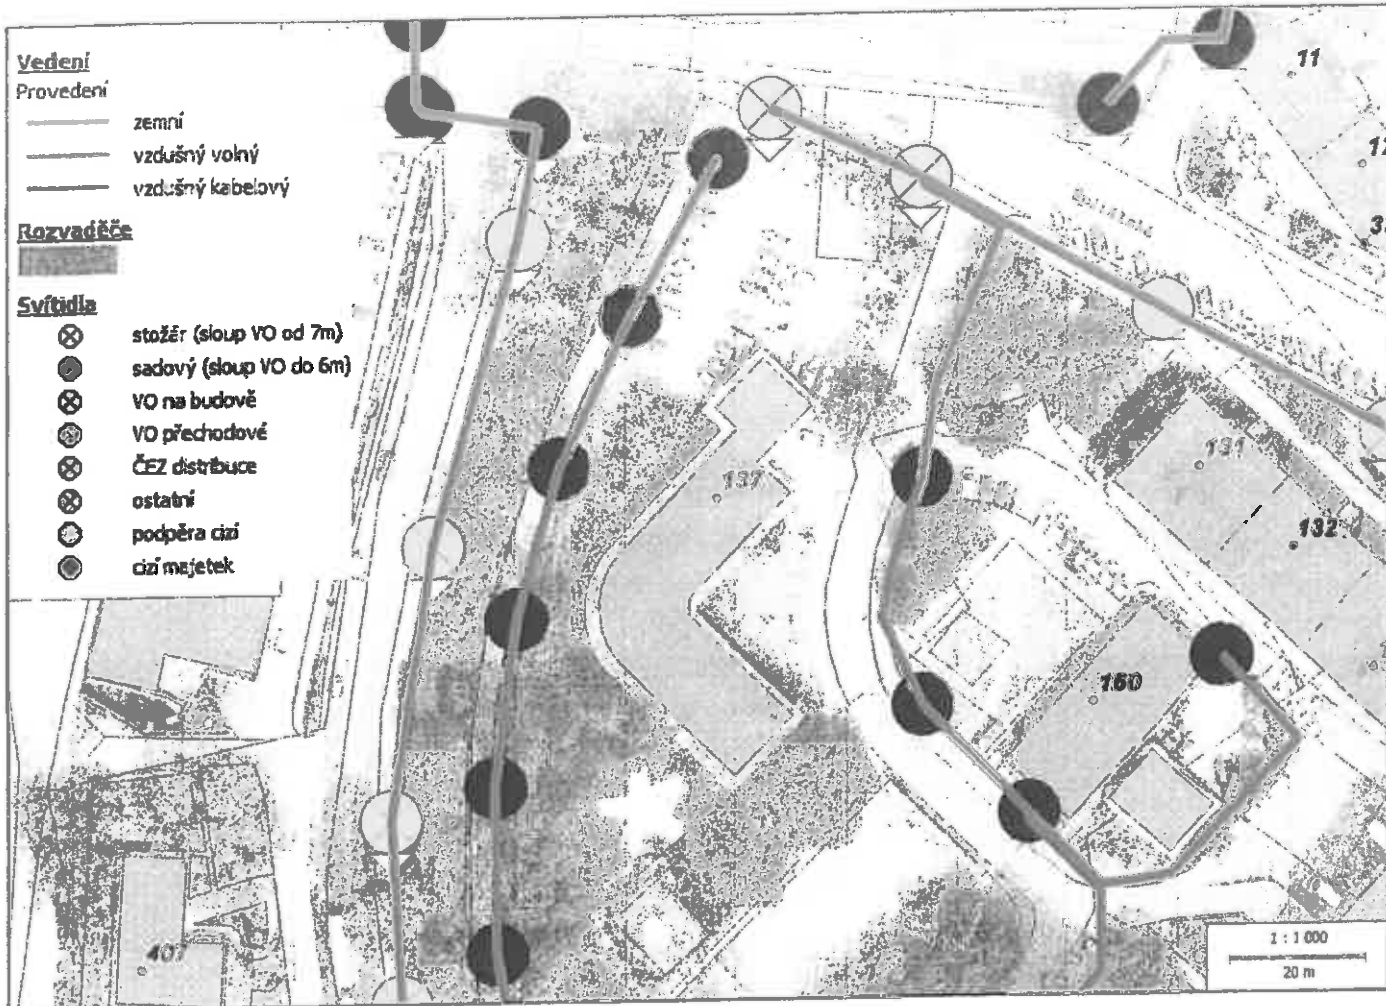 Vedení
Provedení
zemní
vzdušný volný
vzdušný kabelový
Rozvaděče
Svítidla
stožár (sloup VO od 7m)
sadový (sloup VO do 6m)
VO na budově
VO přechodové
ČEZ distribuce
ostatní
podpěra cizí
cizí majetek
11
137
131
132
160
407
1 : 1 000
20 m